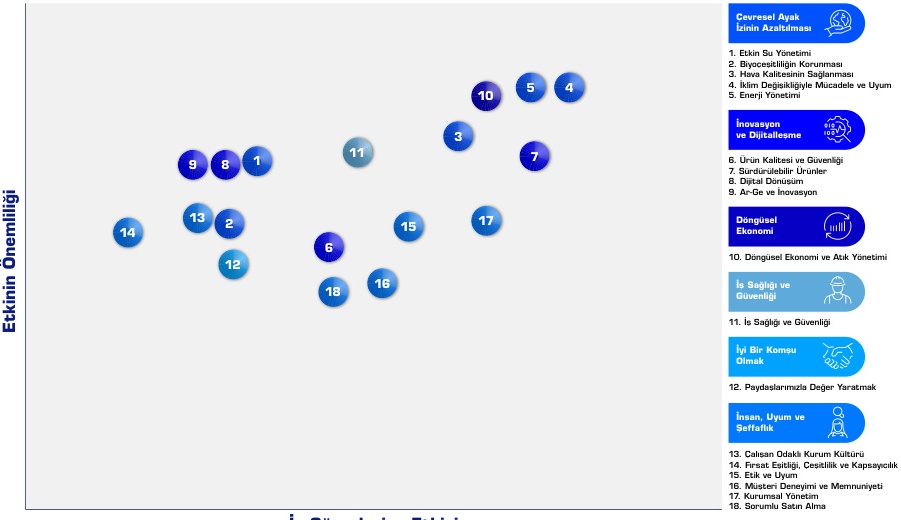 Etkinin Önemliliği
5
4
10
3
7
11
1
8
9
13
2
14
15
17
6
12
16
18
Çevresel Ayak
İzinin Azaltılması
1. Etkin Su Yönetimi
2. Biyoçeşitliliğin Korunması
3. Hava Kalitesinin Sağlanması
4. İklim Değişikliğiyle Mücadele ve Uyum
5. Enerji Yönetimi
İnovasyon
ve Dijitalleşme
6. Ürün Kalitesi ve Güvenliği
7. Sürdürülebilir Ürünler
8. Dijital Dönüşüm
9. Ar-Ge ve İnovasyon
Döngüsel
Ekonomi
10. Döngüsel Ekonomi ve Atık Yönetimi
İş Sağlığı ve
Güvenliği
11. İş Sağlığı ve Güvenliği
İyi Bir Komşu
Olmak
12. Paydaşlarımızla Değer Yaratmak
İnsan, Uyum ve
Şeffaflık
13. Çalışan Odaklı Kurum Kültürü
14. Fırsat Eşitliği, Çeşitlilik ve Kapsayıcılık
15. Etik ve Uyum
16. Müşteri Deneyimi ve Memnuniyeti
17. Kurumsal Yönetim
18. Sorumlu Satın Alma